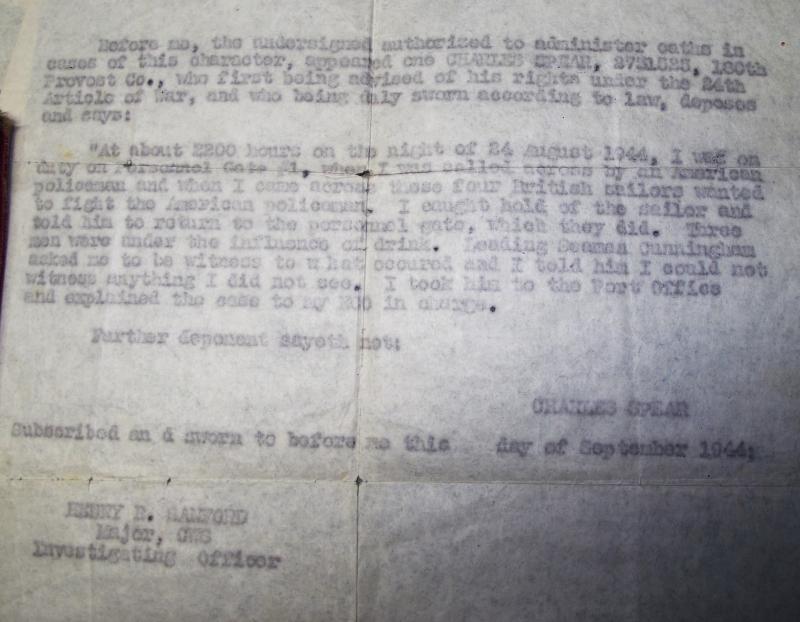 Before me, the undersigned authorized to administer oaths in
cases of this character, appeared one CHARLES SPEAR, 2731525, 180th
Provost Co., who first being advised of his rights under the 24th
Article of War, and who being duly sworn according to law, deposes
and says:
"At about 2200 hours on the night of 24 August 1944, I was on
duty on Personnel Gate #1, when I was called across by an American
policeman and when I came across these four British sailors wanted
to fight the American policeman. I caught hold of the sailor and
told him to return to the personnel gate, which they did. Three
men were under the influence of drink. Leading Seaman Cunningham
asked me to be witness to w hat occured and I told him I could not
witness anything I did not see. I took him to the Port Office
and explained the case to my NCO in charge.
Further deponent sayeth not:
CHARLES SPEAR
Subscribed an d sworn to before me this day of September 1944;
HENRY R. HAMFORD
Major, CWS
Investigating Officer